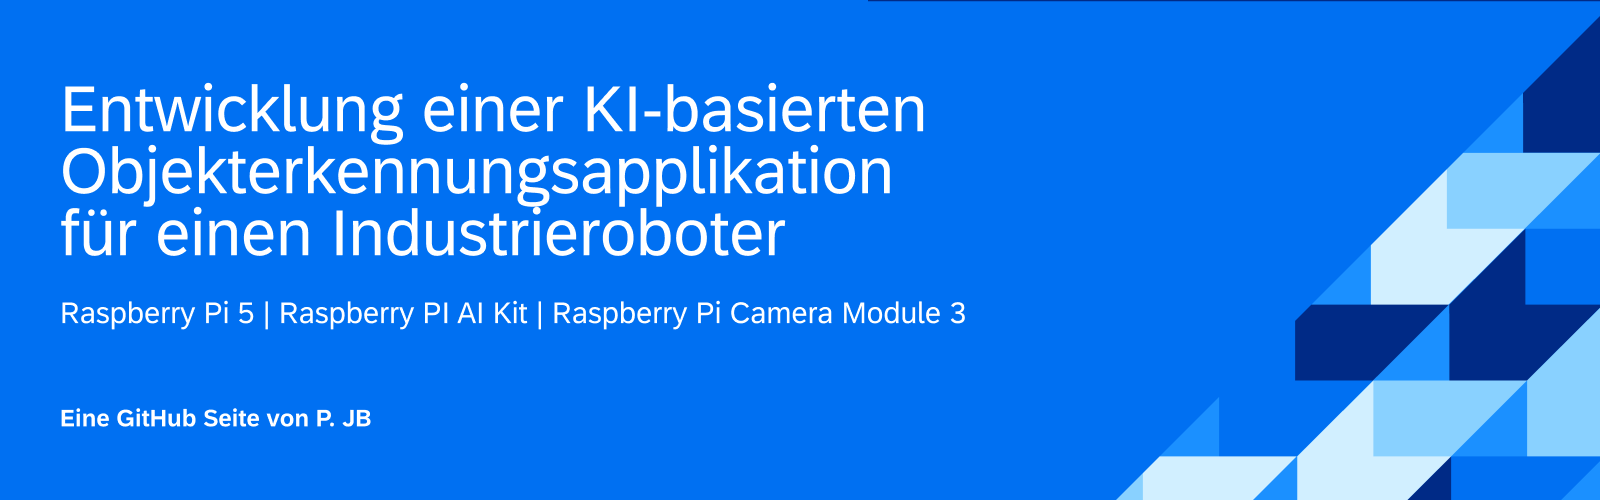 Entwicklung einer KI-basierten
Objekterkennungsapplikation
für einen Industrieroboter
Raspberry Pi 5 | Raspberry PI AI Kit | Raspberry Pi Camera Module 3
Eine GitHub Seite von P. JB